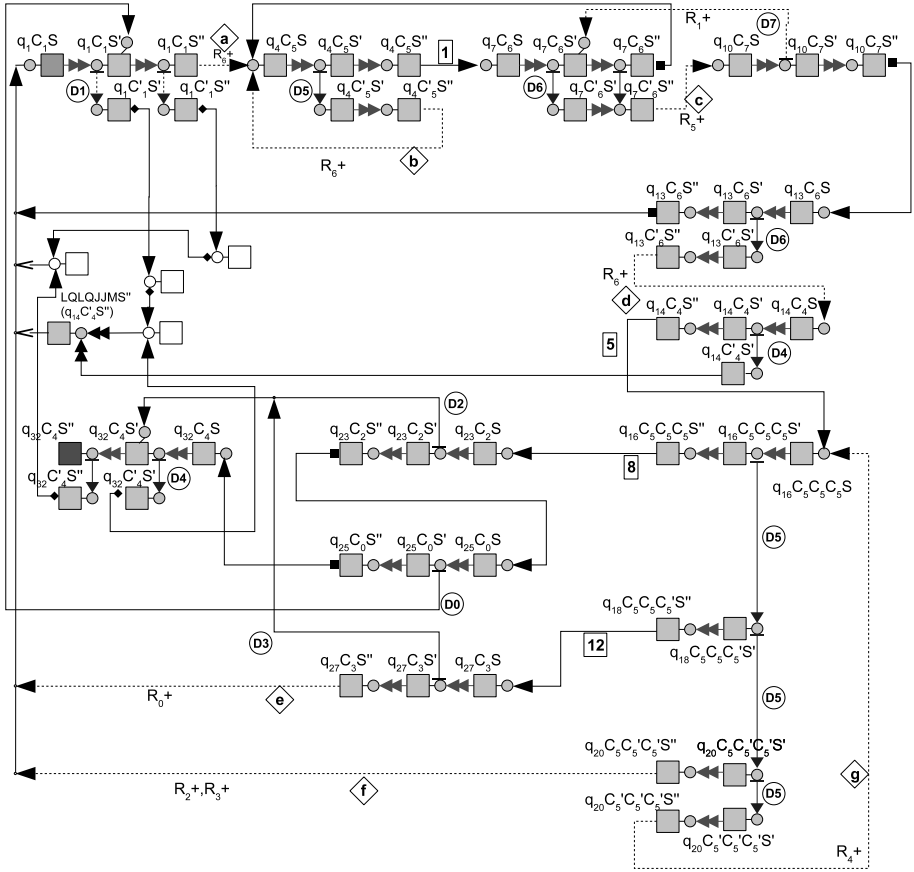 q1C1S
q1C1S'
q1C1S''
a
R6+
q4C5S
q4C5S'
q4C5S''
1
q7C6S
q7C6S'
q7C6S''
R1+
D7
q10C7S
q10C7S'
q10C7S''
D1
q1C'1S'
q1C'1S''
D5
q4C'5S'
q4C'5S''
D6
q7C'6S'
q7C'6S''
c
R5+
R6+
b
q13C6S''
q13C6S'
q13C6S
q13C'6S''
q13C'6S'
D6
R6+
d
LQLQJJMS''
(q14C'4S'')
q14C4S''
q14C4S'
q14C4S
5
q14C'4S'
D4
D2
q32C4S''
q32C4S'
q32C4S
q23C2S''
q23C2S'
q23C2S
q16C5C5C5S''
q16C5C5C5S'
8
q32C'4S''
q32C'4S'
D4
q16C5C5C5S
q25C0S''
q25C0S'
q25C0S
D5
D0
q18C5C5C5'S''
D3
12
q18C5C5C5'S'
q27C3S''
q27C3S'
q27C3S
R0+
e
D5
q20C5C5'C5'S''
q20C5C5'C5'S'
R2+,R3+
f
g
q20C5'C5'C5'S''
D5
q20C5'C5'C5'S'
R4+